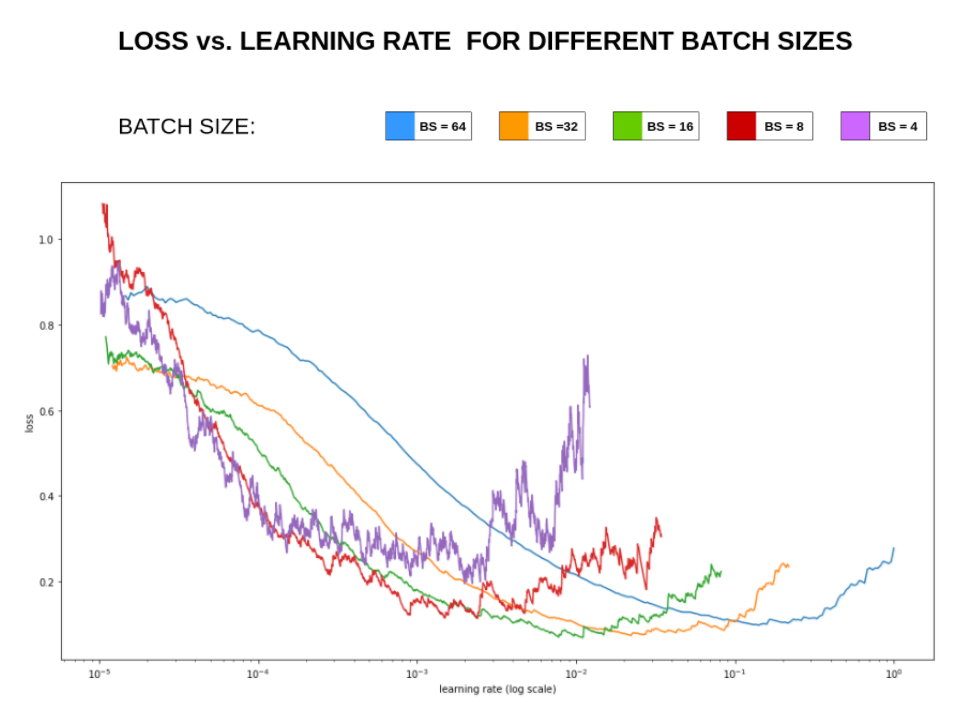 LOSS vs. LEARNING RATE  FOR DIFFERENT BATCH SIZES
BATCH SIZE:
BS = 64
BS =32
BS = 16
BS = 8
BS = 4
1.0
0.8
0.6
0.4
0.2
loss
10⁻⁵
10⁻⁴
10⁻³
10⁻²
10⁻¹
10⁰
learning rate (log scale)